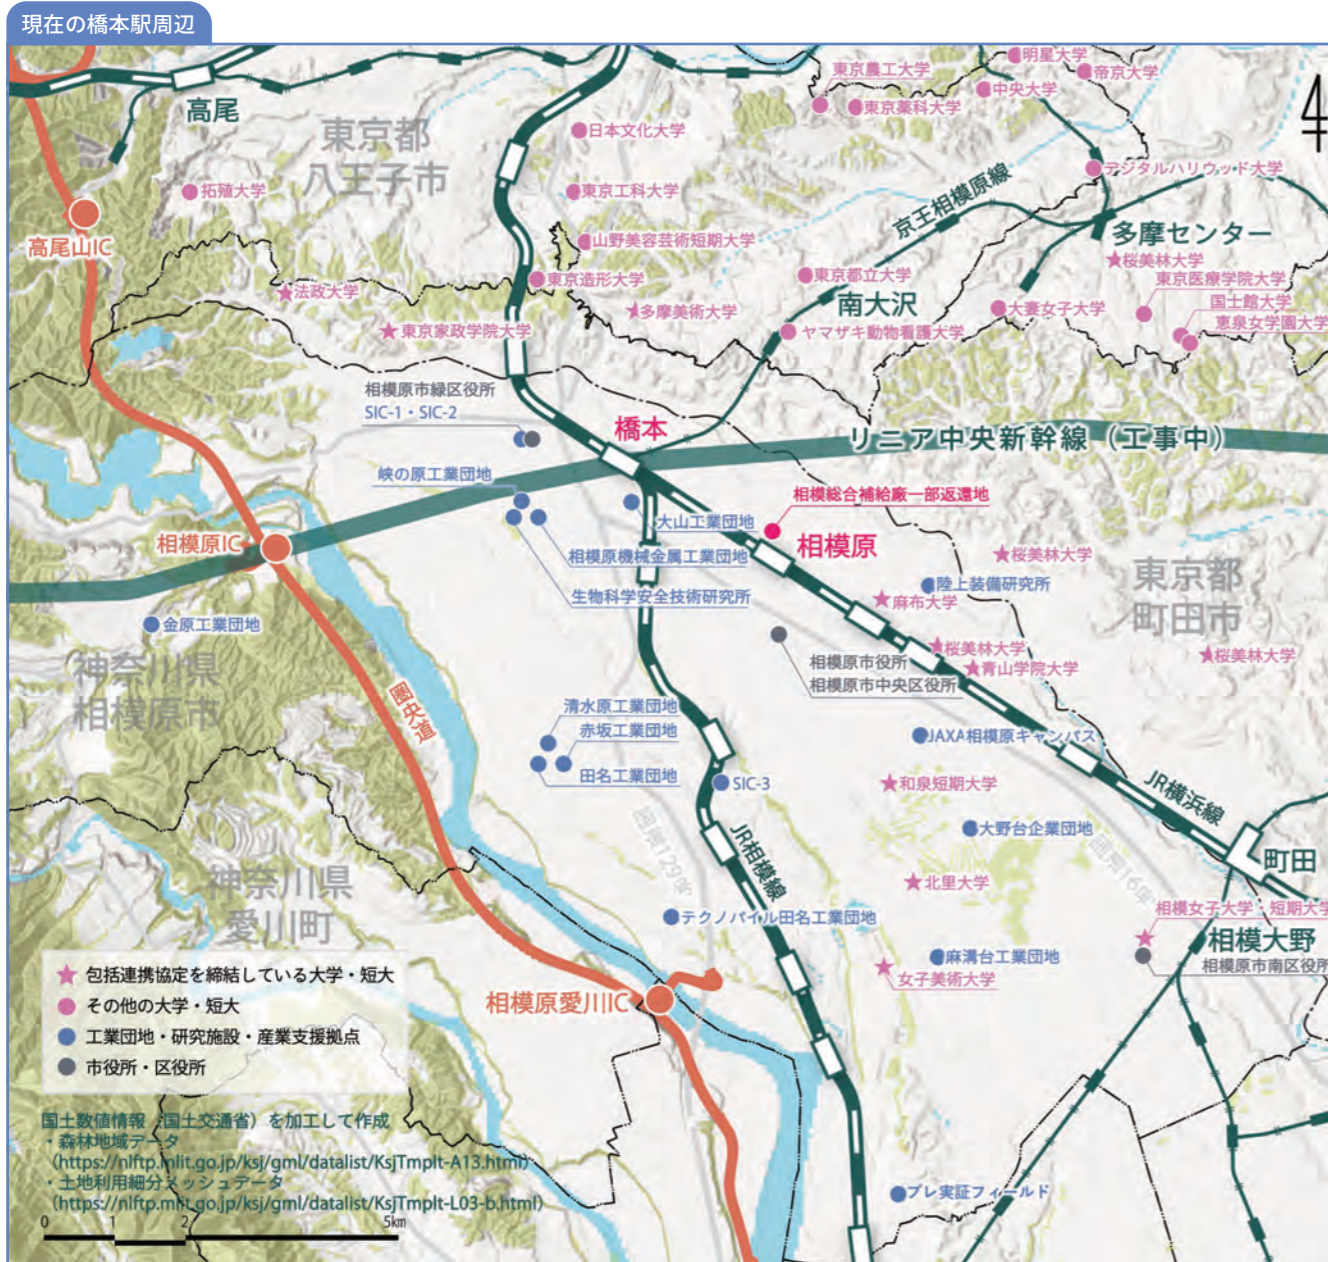 現在の橋本駅周辺
明星大学
東京農工大学
帝京大学
中央大学
高尾
東京薬科大学
東京都
八王子市
日本文化大学
デジタルハリウッド大学
拓殖大学
東京工科大学
京王相模原線
多摩センター
高尾山IC
山野美容芸術短期大学
桜美林大学
東京造形大学
東京都立大学
東京医療学院大学
法政大学
南大沢
国士館大学
多摩美術大学
大妻女子大学
恵泉女学園大学
東京家政学院大学
ヤマザキ動物看護大学
相模原市緑区役所
SIC-1・SIC-2
橋本
リニア中央新幹線（工事中）
峡の原工業団地
相模総合補給廠一部返還地
大山工業団地
相模原IC
相模原
相模原機械金属工業団地
桜美林大学
東京都
町田市
陸上装備研究所
生物科学安全技術研究所
麻布大学
金原工業団地
神奈川県
相模原市
桜美林大学
桜美林大学
相模原市役所
青山学院大学
相模原市中央区役所
圏央道
清水原工業団地
赤坂工業団地
JAXA相模原キャンパス
田名工業団地
SIC-3
和泉短期大学
JR横浜線
国道129号
大野台企業団地
国道16号
JR相模線
町田
神奈川県
愛川町
北里大学
相模女子大学・短期大学
テクノパイル田名工業団地
相模大野
麻溝台工業団地
相模原市南区役所
女子美術大学
相模原愛川IC
包括連携協定を締結している大学・短大
その他の大学・短大
工業団地・研究施設・産業支援拠点
市役所・区役所
国土数値情報（国土交通省）を加工して作成
・森林地域データ
（https://nlftp.mlit.go.jp/ksj/gml/datalist/KsjTmplt-A13.html）
・土地利用細分メッシュデータ
（https://nlftp.mlit.go.jp/ksj/gml/datalist/KsjTmplt-L03-b.html）
プレ実証フィールド
0 1 2 5km